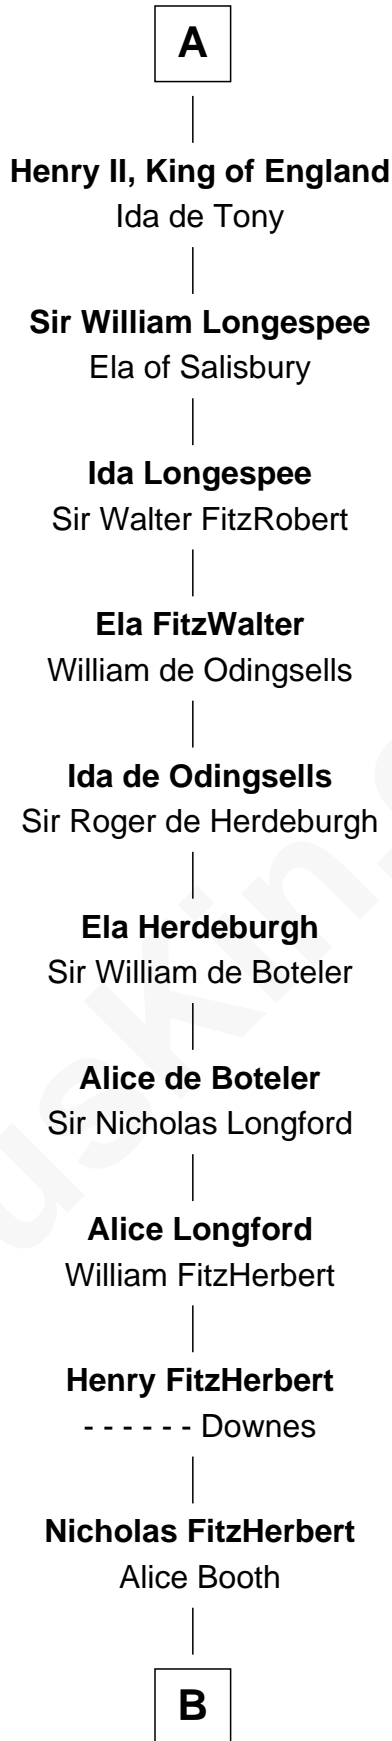 A
Henry II, King of England
Ida de Tony
Sir William Longespee
Ela of Salisbury
Ida Longespee
Sir Walter FitzRobert
Ela FitzWalter
William de Odingsells
Ida de Odingsells
Sir Roger de Herdeburgh
Ela Herdeburgh
Sir William de Boteler
Alice de Boteler
Sir Nicholas Longford
Alice Longford
William FitzHerbert
Henry FitzHerbert
- - - - - - Downes
Nicholas FitzHerbert
Alice Booth
B